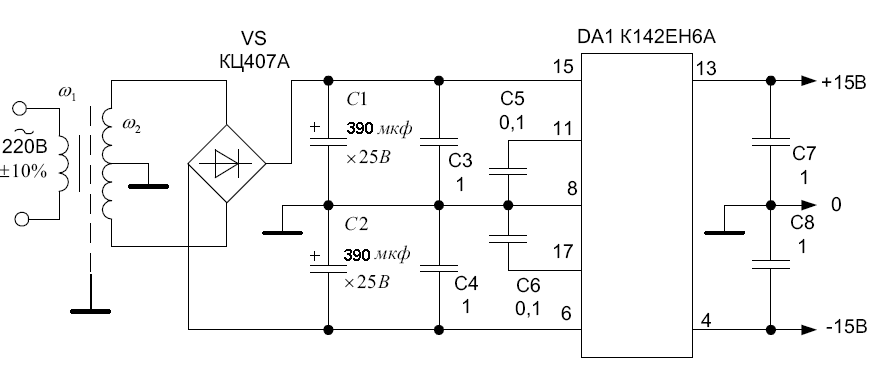 VS
КЦ407А
DA1 К142ЕН6А
ω1
ω2
~
220В
±10%
+
C1
390 мкф
×25В
C3
1
C5
0,1
15
11
8
17
6
13
4
+15В
C7
1
0
C8
1
-15В
+
C2
390 мкф
×25В
C4
1
C6
0,1